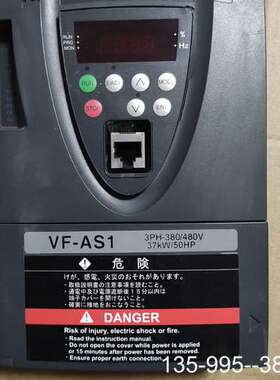 RUN
PRG
MON
%
Hz
RUN
EASY
MODE
STOP
ENT
VF-AS1
3PH-380/480V
37kW/50HP
危険
けが、感電、火災のおそれがあります。
・取扱説明書の注意事項を読むこと。
・通電中及び電源遮断後15分以内は
端子カバーを開けないこと。
・確実に接地を行うこと。
DANGER
Risk of injury, electric shock or fire.
• Read the instruction manual.
• Do not open the cover while power is applied
or 15 minutes after power has been removed.
• Ensure proper earth
135-995--38